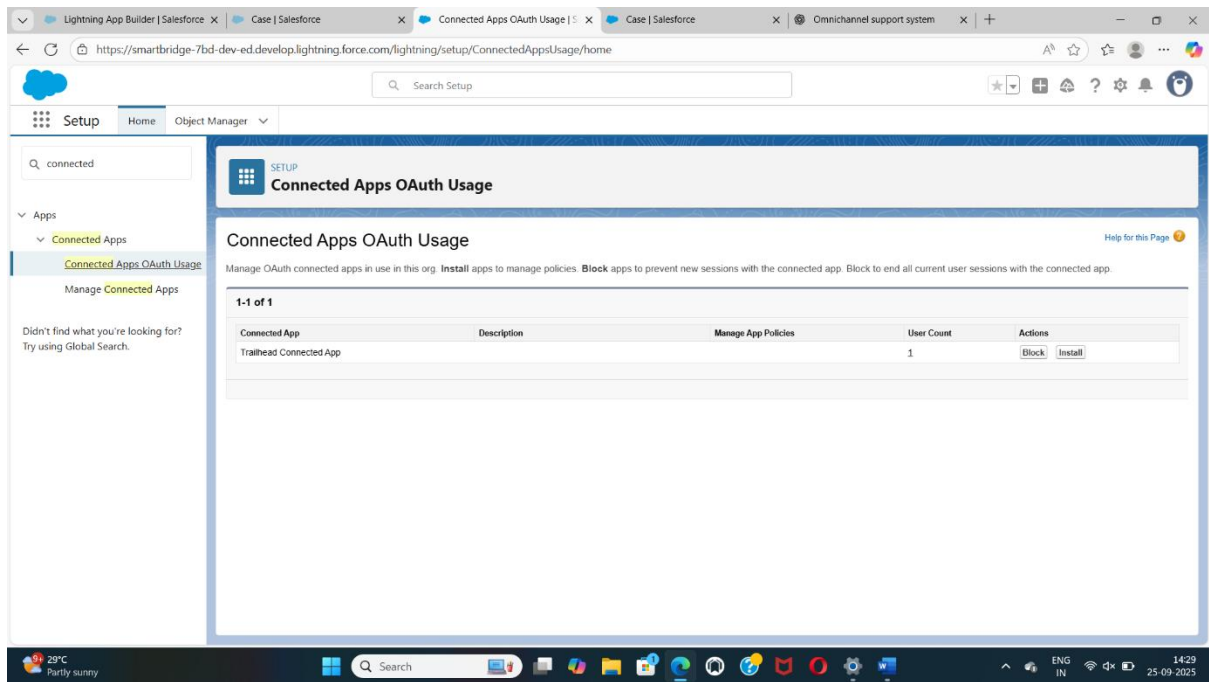 Lightning App Builder | Salesforce
Case | Salesforce
Connected Apps OAuth Usage | S
Case | Salesforce
Omnichannel support system
https://smartbridge-7bd-dev-ed.develop.lightning.force.com/lightning/setup/ConnectedAppsUsage/home
Search Setup
Setup
Home
Object Manager
connected
SETUP
Connected Apps OAuth Usage
Apps
Connected Apps
Connected Apps OAuth Usage
Manage Connected Apps
Didn't find what you're looking for?
Try using Global Search.
Connected Apps OAuth Usage
Help for this Page
Manage OAuth connected apps in use in this org. Install apps to manage policies. Block apps to prevent new sessions with the connected app. Block to end all current user sessions with the connected app.
1-1 of 1
Connected App Description Manage App Policies User Count Actions
Trailhead Connected App 1 Block Install
29°C
Partly sunny
Search
ENG
IN
14:29
25-09-2025